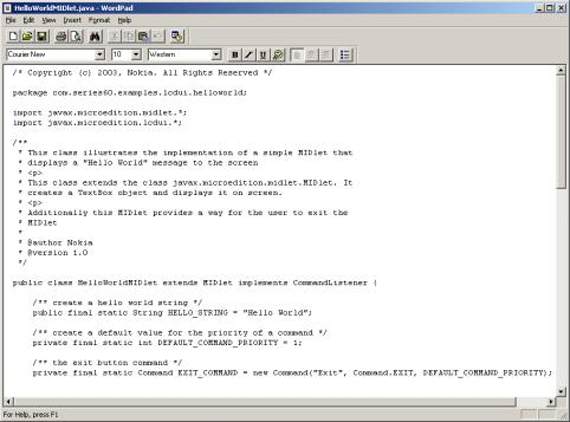 HelloWorldMIDlet.java - WordPad
File Edit View Insert Format Help
Courier New 10 Western B I U
/* Copyright (c) 2003, Nokia. All Rights Reserved */
package com.series60.examples.lcdui.helloworld;
import javax.microedition.midlet.*;
import javax.microedition.lcdui.*;
/**
* This class illustrates the implementation of a simple MIDlet that
* displays a "Hello World" message to the screen
* <p>
* This class extends the class javax.microedition.midlet.MIDlet. It
* creates a TextBox object and displays it on screen.
* <p>
* Additionally this MIDlet provides a way for the user to exit the
* MIDlet
*
* @author Nokia
* @version 1.0
*/
public class HelloWorldMIDlet extends MIDlet implements CommandListener {
/** create a hello world string */
public final static String HELLO_STRING = "Hello World";
/** create a default value for the priority of a command */
private final static int DEFAULT_COMMAND_PRIORITY = 1;
/** the exit button command */
private final static Command EXIT_COMMAND = new Command("Exit", Command.EXIT, DEFAULT_COMMAND_PRIORITY);
For Help, press F1